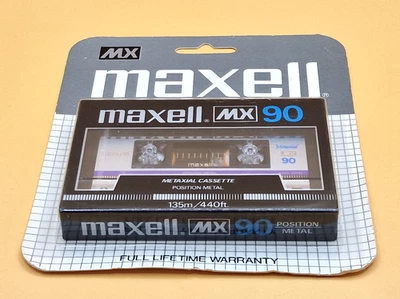 MX
maxell®
maxell. MX 90
maxell
90
METAXIAL CASSETTE
POSITION METAL
135m/440ft.
maxell. MX 90 POSITION
METAL
FULL LIFETIME WARRANTY